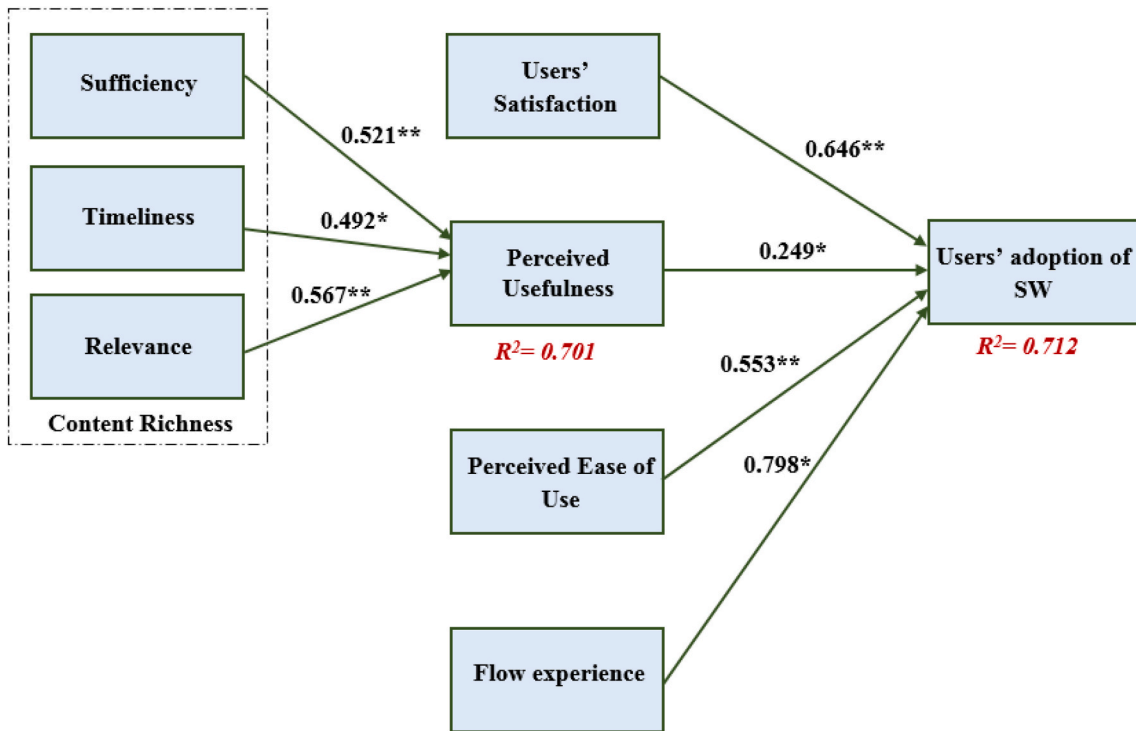 Sufficiency
Timeliness
Relevance
Content Richness
0.521**
0.492*
0.567**
Users’
Satisfaction
Perceived
Usefulness
R²= 0.701
Perceived Ease of
Use
Flow experience
0.646**
0.249*
0.553**
0.798*
Users’ adoption of
SW
R²= 0.712